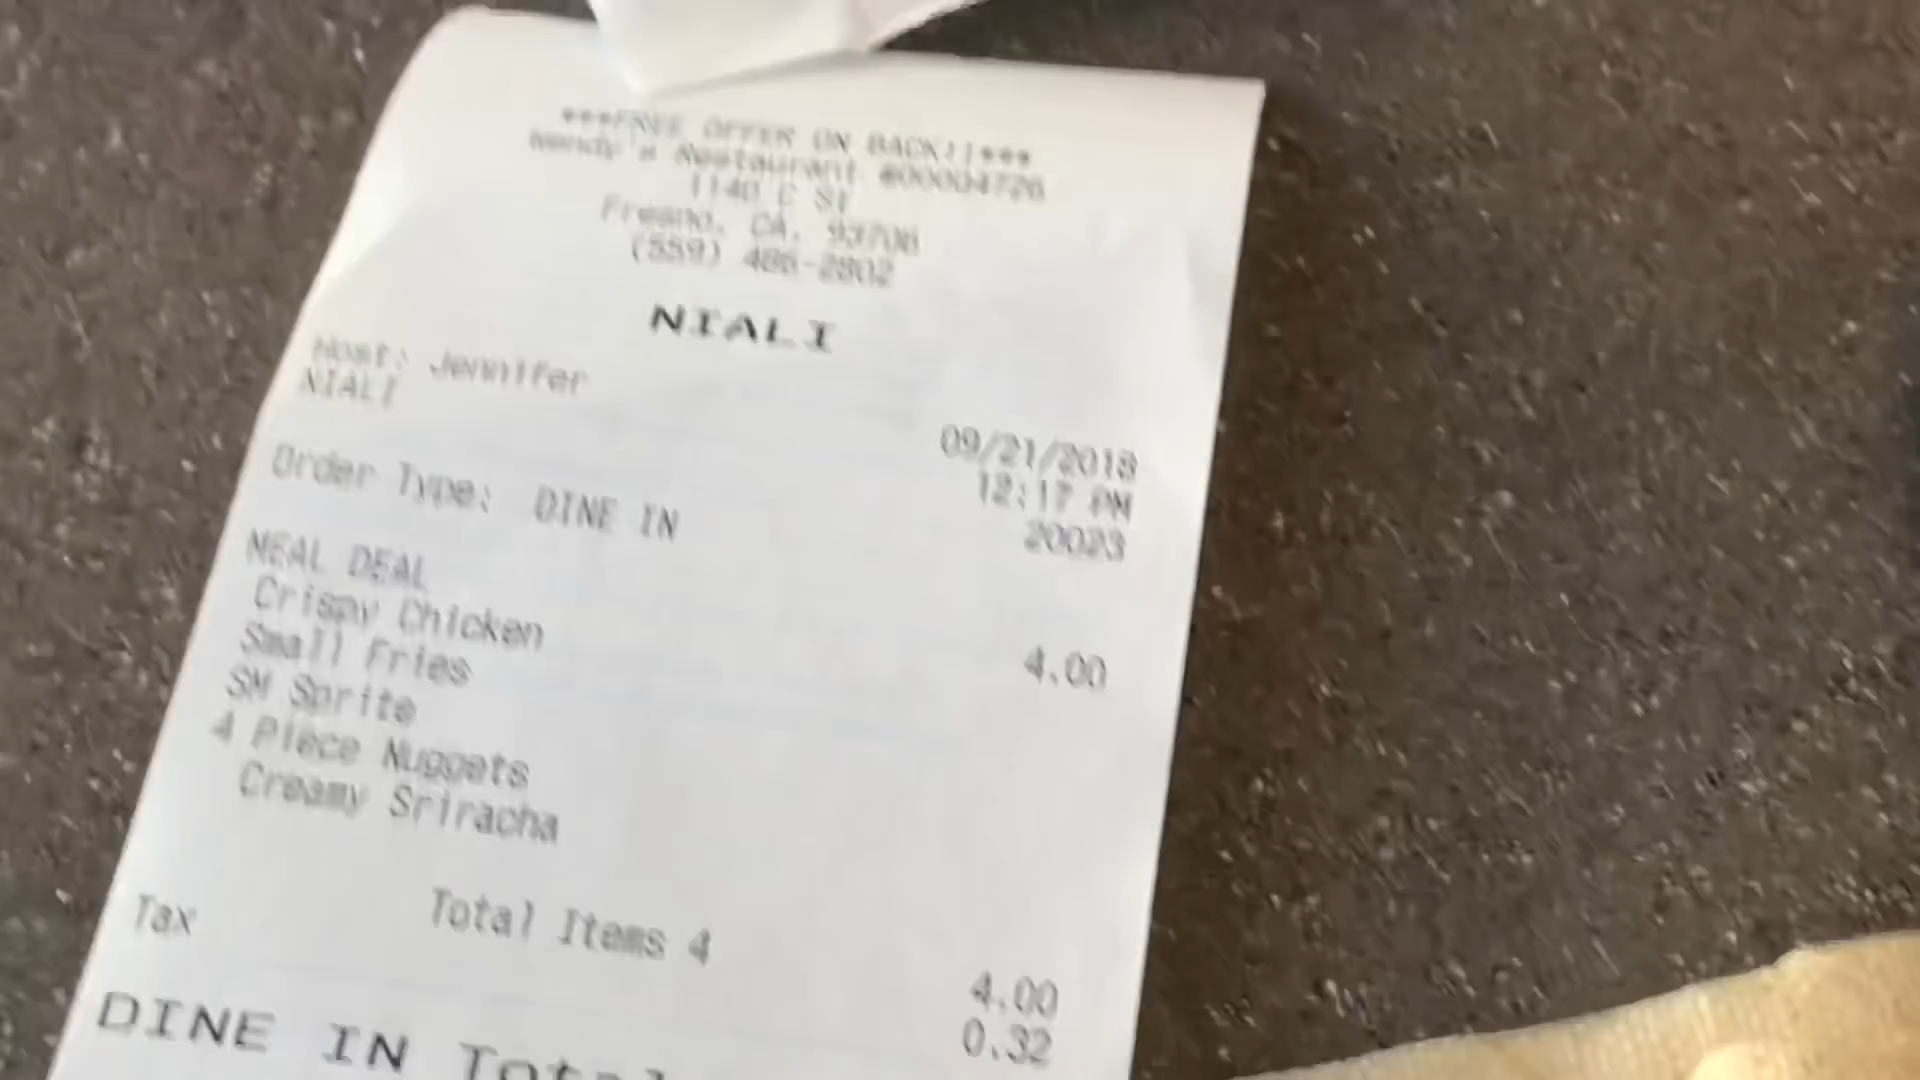 ***FREE OFFER ON BACK!!***
Wendy's Restaurant #00004726
1140 C St
Fresno, CA, 93706
(559) 486-2802
NIALI
Host: Jennifer
NIALI
09/21/2018
12:17 PM
20023
Order Type: DINE IN
MEAL DEAL
Crispy Chicken 4.00
Small Fries
SM Sprite
4 Piece Nuggets
Creamy Sriracha
Total Items 4
4.00
Tax 0.32
DINE IN Total